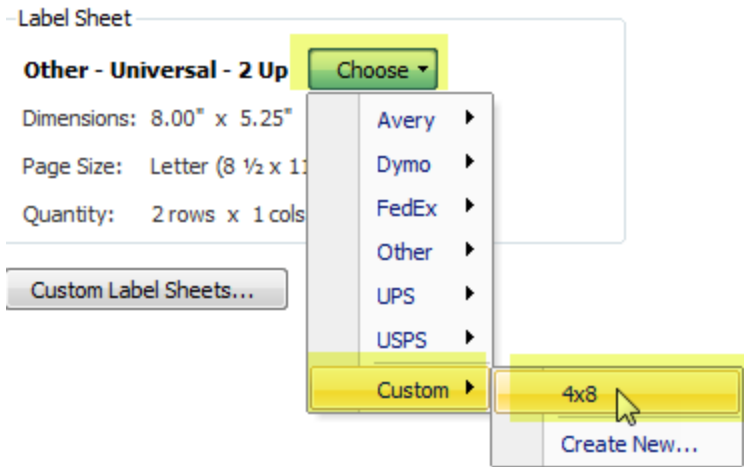 Label Sheet
Other - Universal - 2 Up Choose
Dimensions: 8.00" x 5.25"
Page Size: Letter (8 ½ x 11
Quantity: 2 rows x 1 cols
Custom Label Sheets...
Avery
Dymo
FedEx
Other
UPS
USPS
Custom
4x8
Create New...